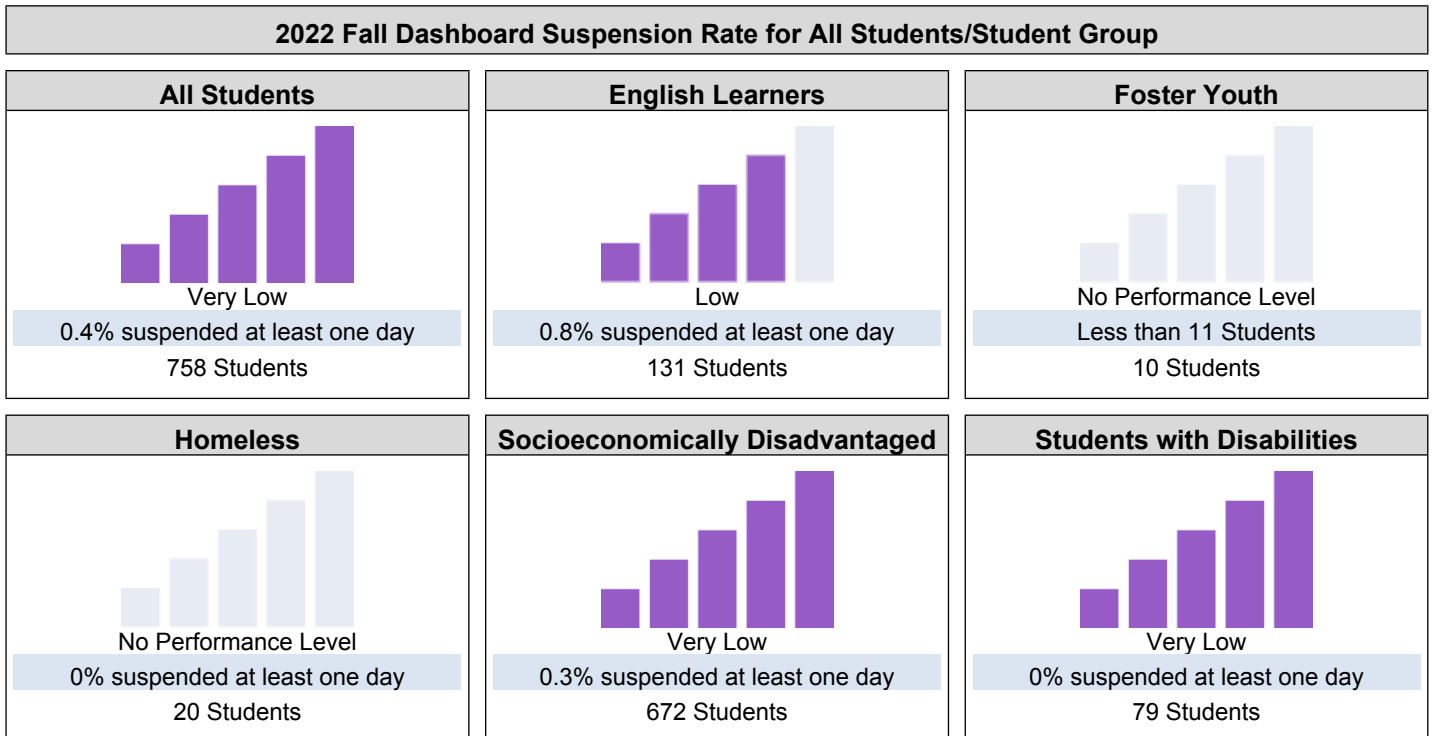 2022 Fall Dashboard Suspension Rate for All Students/Student Group
All Students
Very Low
0.4% suspended at least one day
758 Students
English Learners
Low
0.8% suspended at least one day
131 Students
Foster Youth
No Performance Level
Less than 11 Students
10 Students
Homeless
No Performance Level
0% suspended at least one day
20 Students
Socioeconomically Disadvantaged
Very Low
0.3% suspended at least one day
672 Students
Students with Disabilities
Very Low
0% suspended at least one day
79 Students